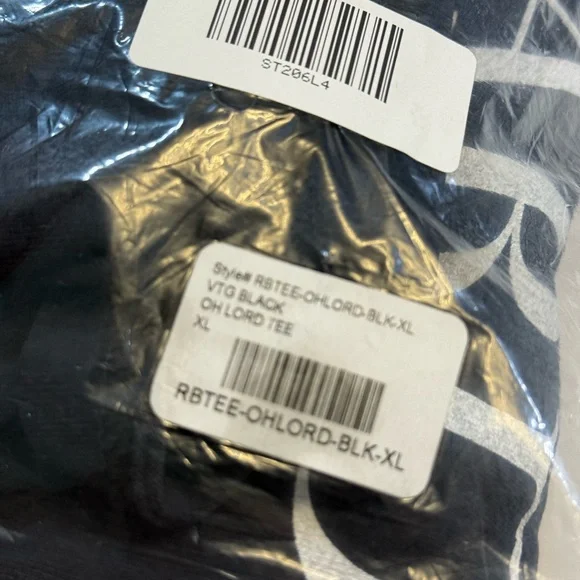 ST206L4
Style# RBTEE-OHLORD-BLK-XL
VTG BLACK
OH LORD TEE
XL
RBTEE-OHLORD-BLK-XL
R